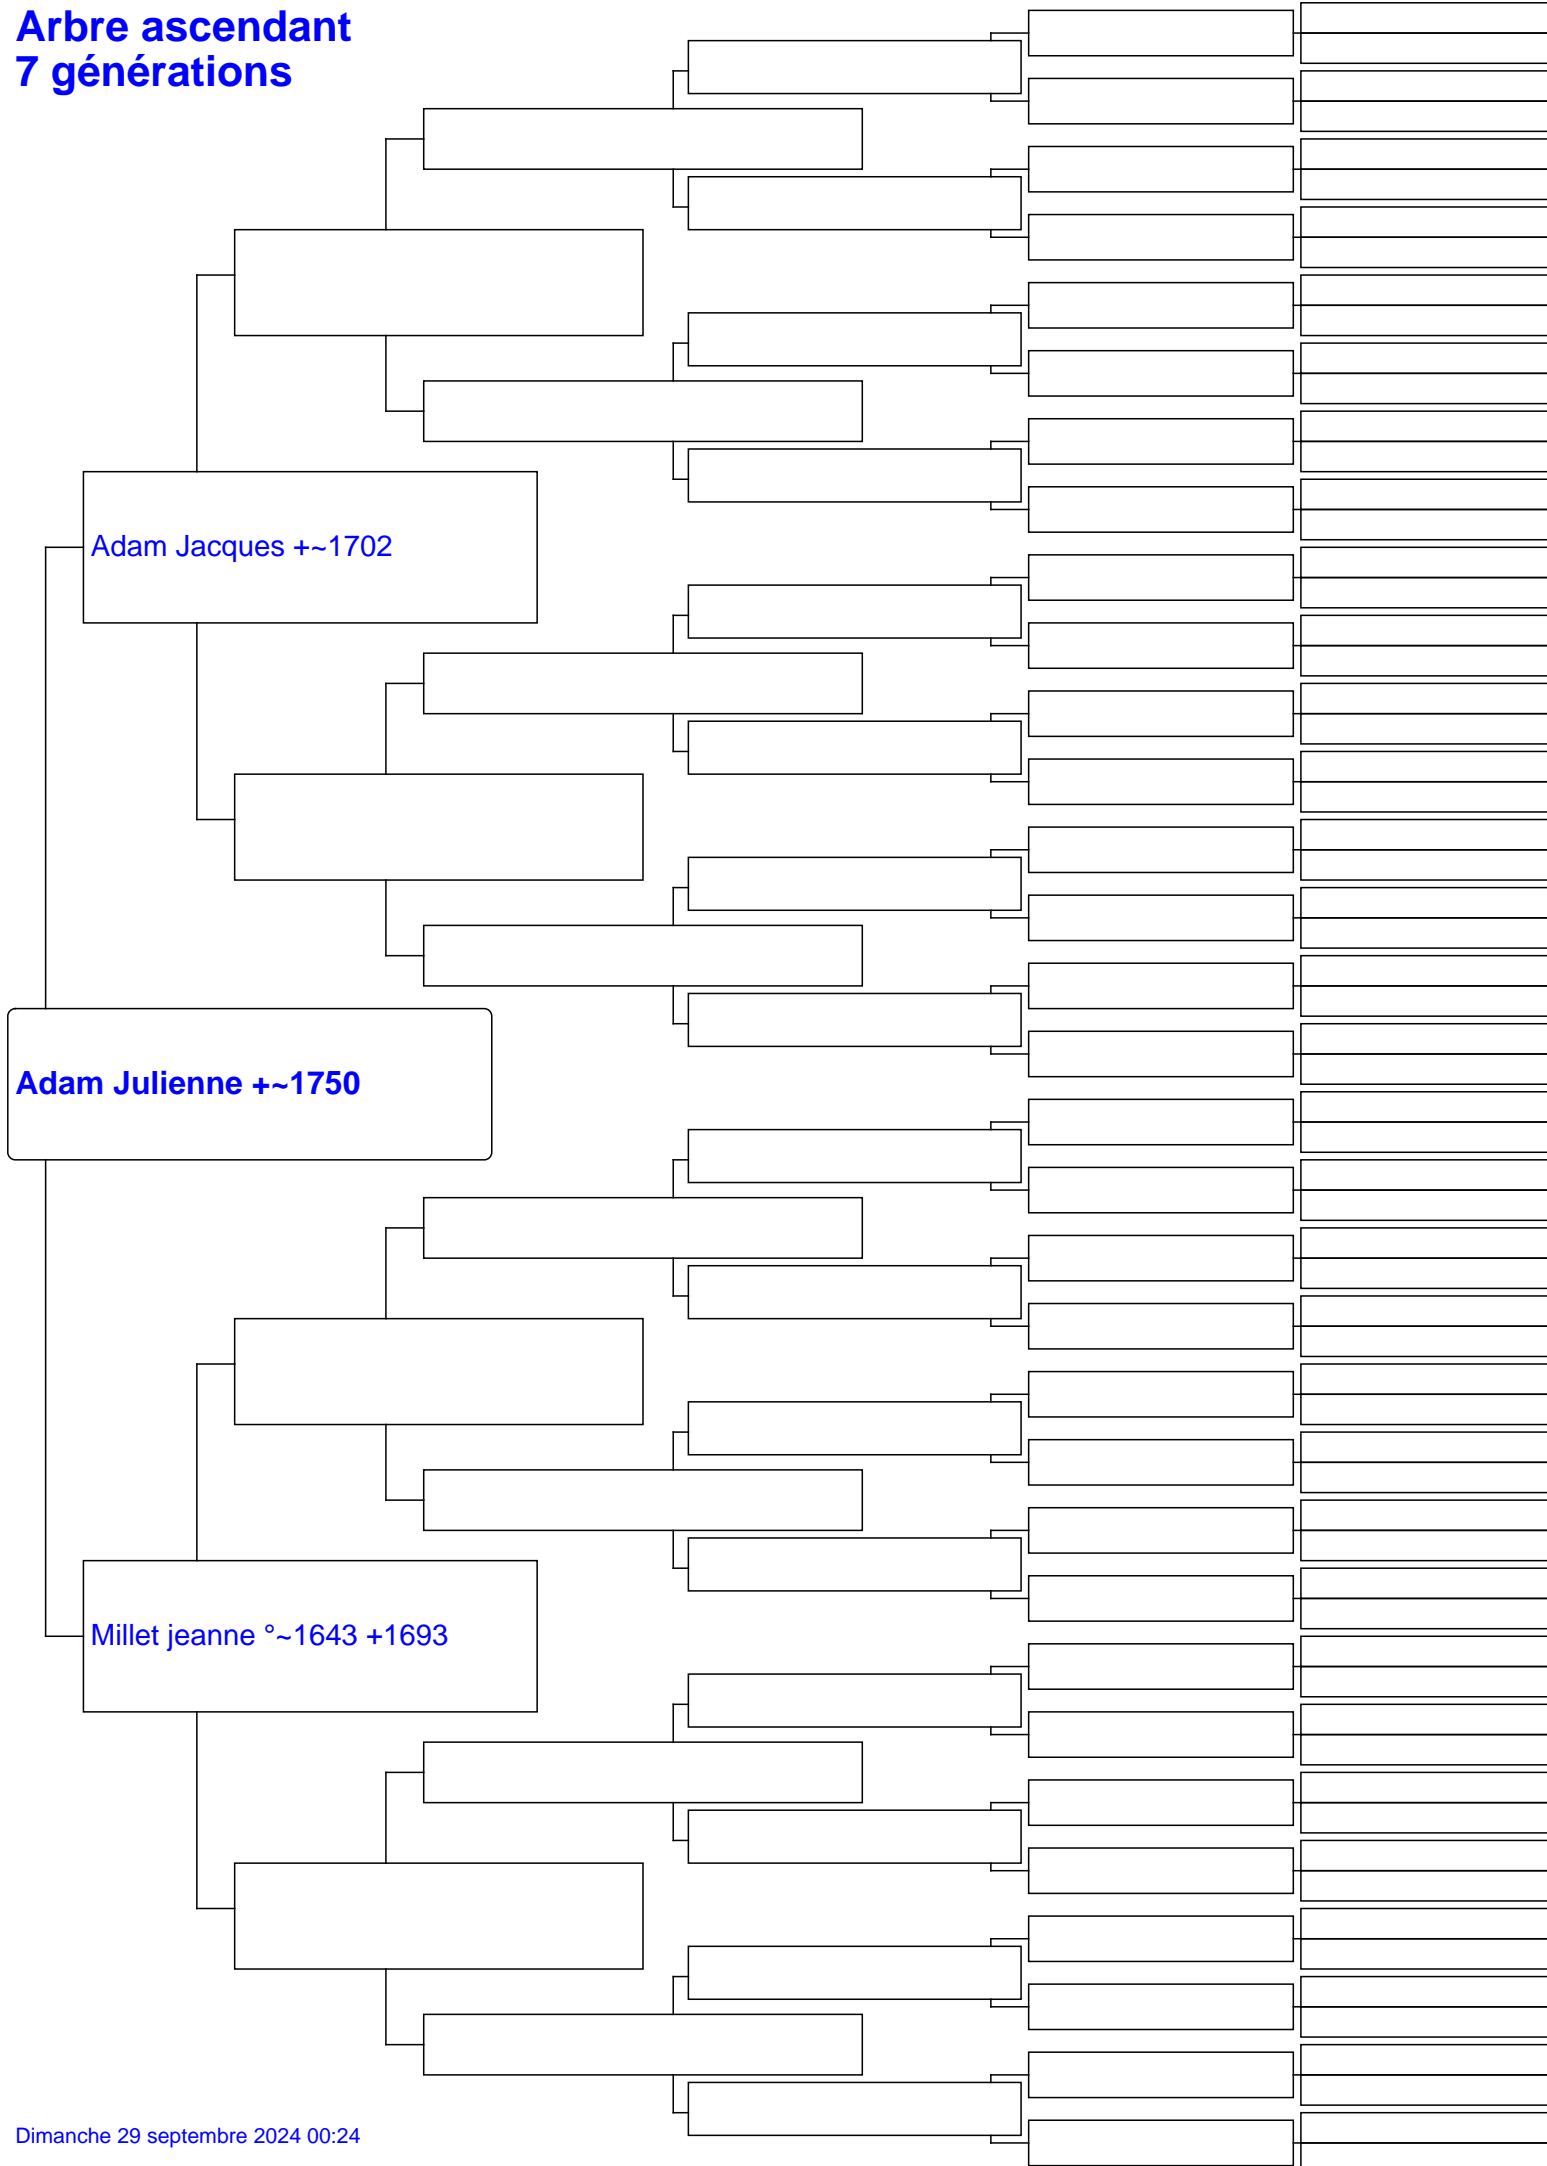 Arbre ascendant
7 générations
Adam Jacques +~1702
Adam Julienne +~1750
Millet jeanne °~1643 +1693
Dimanche 29 septembre 2024 00:24